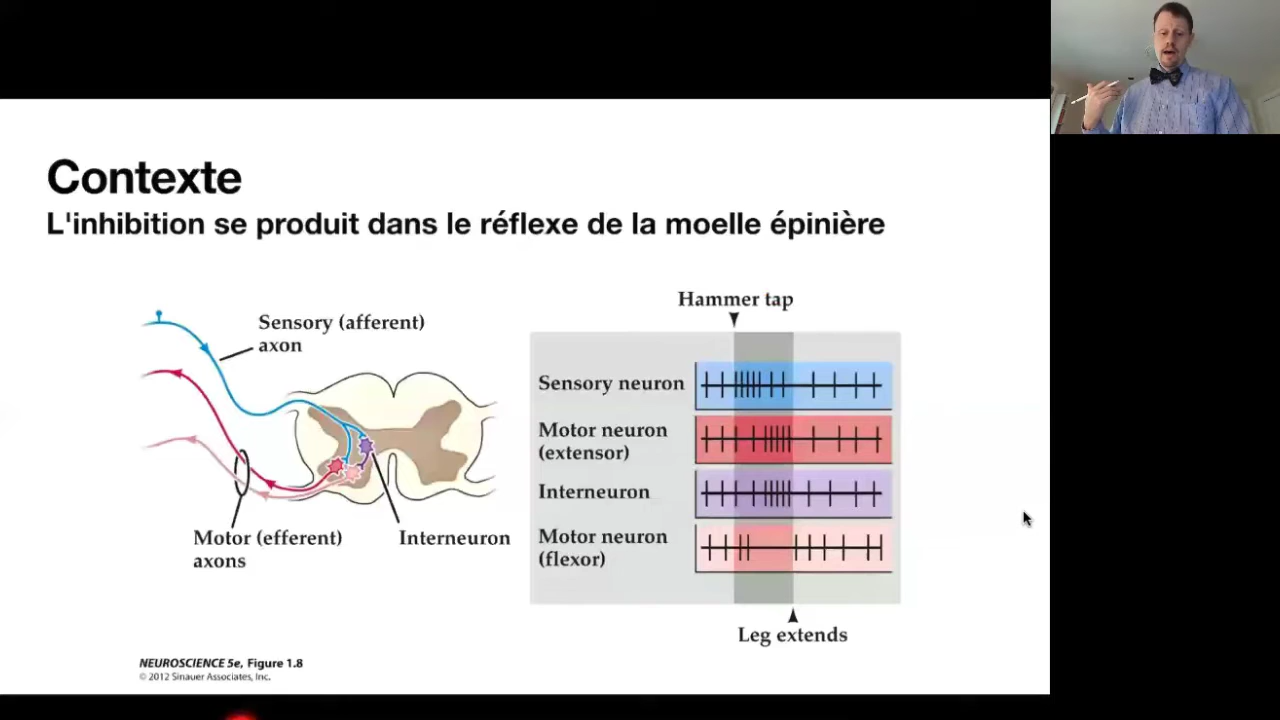 Contexte
L'inhibition se produit dans le réflexe de la moelle épinière
Sensory (afferent)
axon
Motor (efferent)
axons
Interneuron
Hammer tap
Sensory neuron
Motor neuron
(extensor)
Interneuron
Motor neuron
(flexor)
Leg extends
NEUROSCIENCE 5e, Figure 1.8
© 2012 Sinauer Associates, Inc.